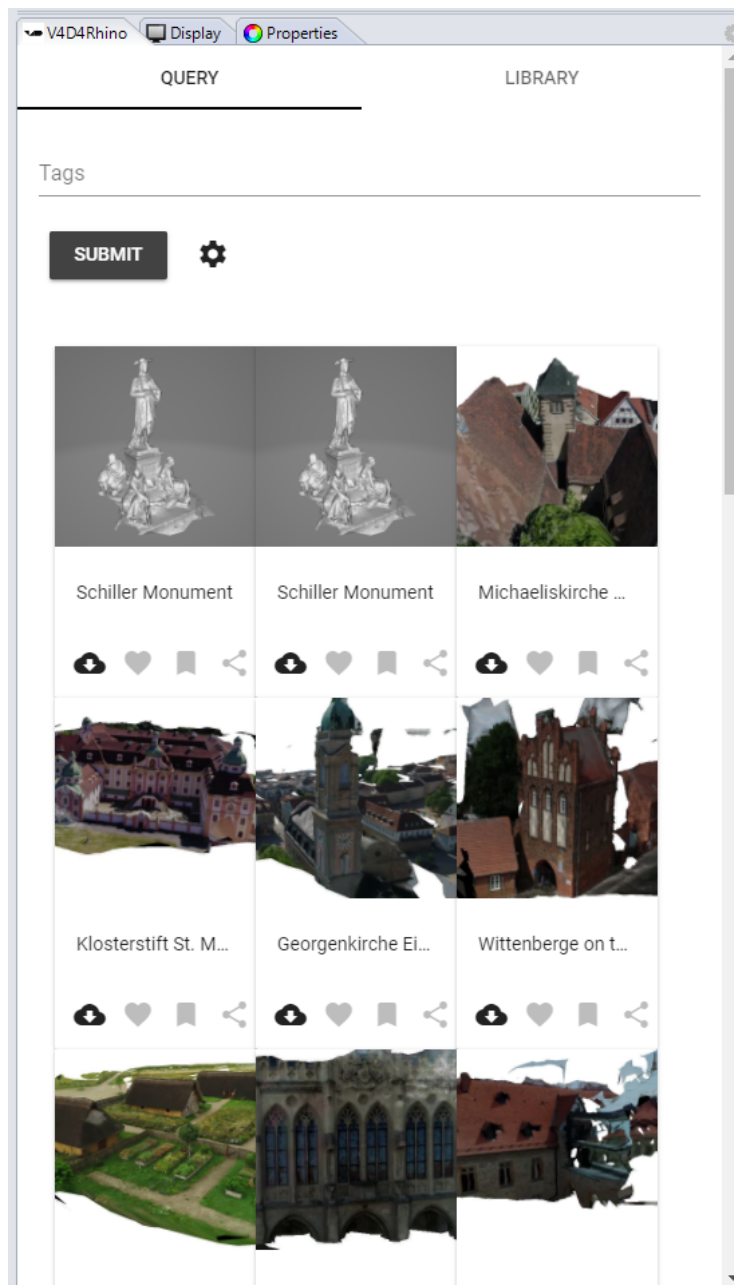 V4D4Rhino Display Properties
QUERY LIBRARY
Tags
SUBMIT
Schiller Monument Schiller Monument Michaeliskirche ...
Klosterstift St. M... Georgenkirche Ei... Wittenberge on t...